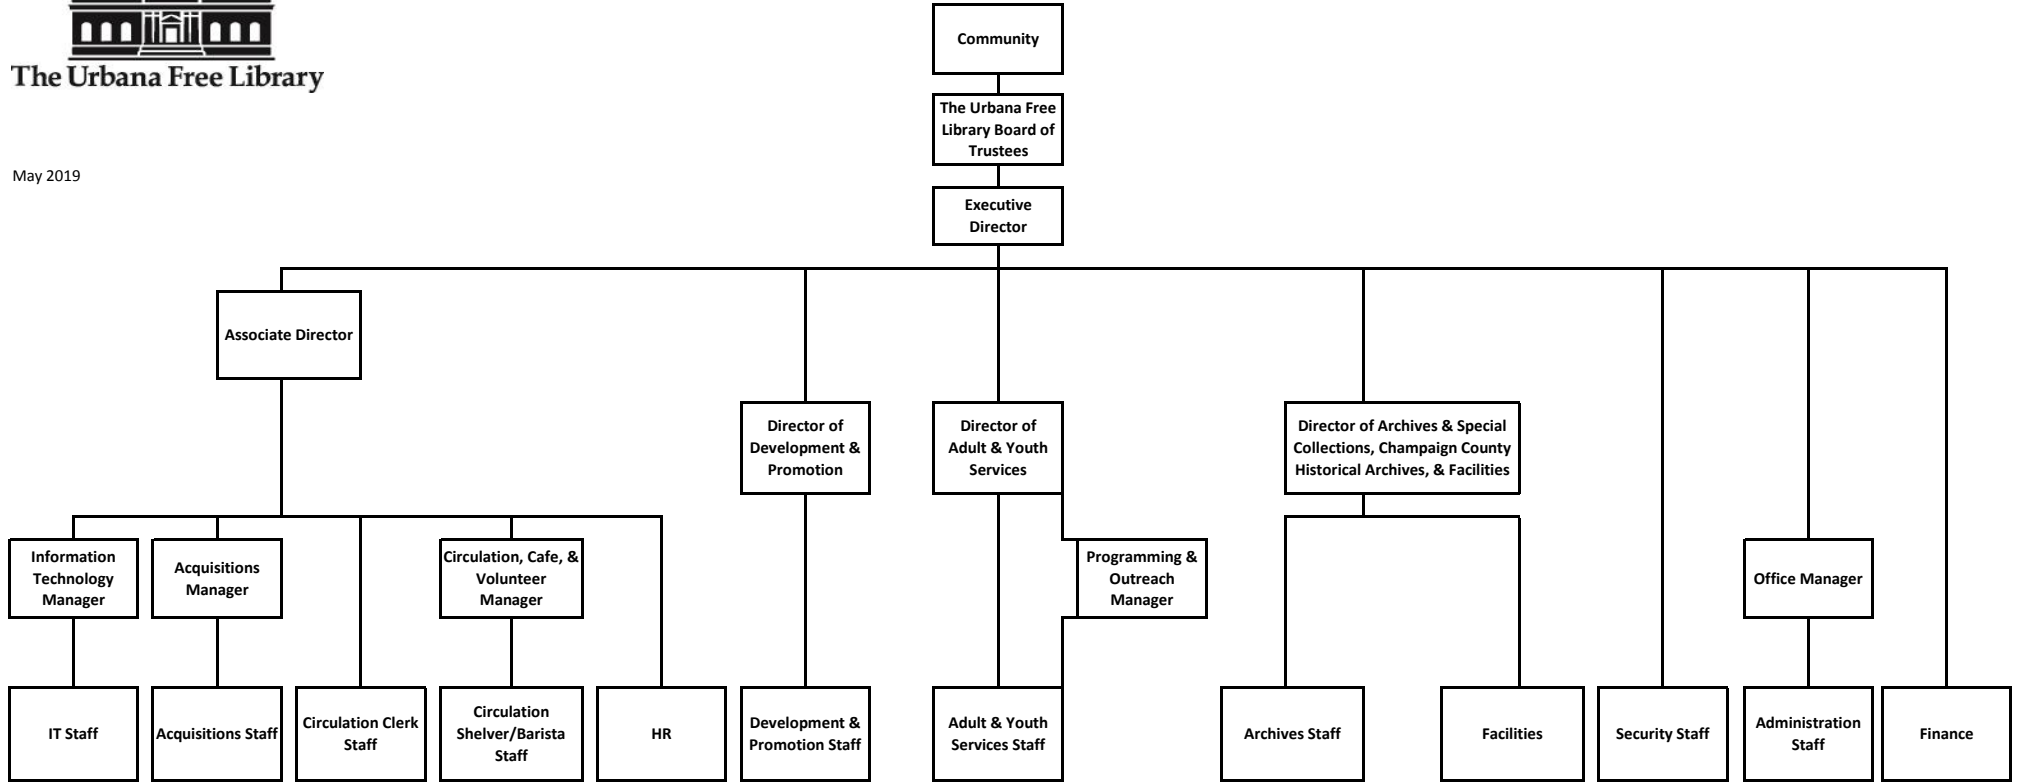 The Urbana Free Library
May 2019
Community
The Urbana Free
Library Board of
Trustees
Executive
Director
Associate Director
Director of
Development &
Promotion
Director of
Adult & Youth
Services
Director of Archives & Special
Collections, Champaign County
Historical Archives, & Facilities
Information
Technology
Manager
Acquisitions
Manager
Circulation, Cafe, &
Volunteer
Manager
Programming &
Outreach
Manager
Office Manager
IT Staff
Acquisitions Staff
Circulation Clerk
Staff
Circulation
Shelver/Barista
Staff
HR
Development &
Promotion Staff
Adult & Youth
Services Staff
Archives Staff
Facilities
Security Staff
Administration
Staff
Finance